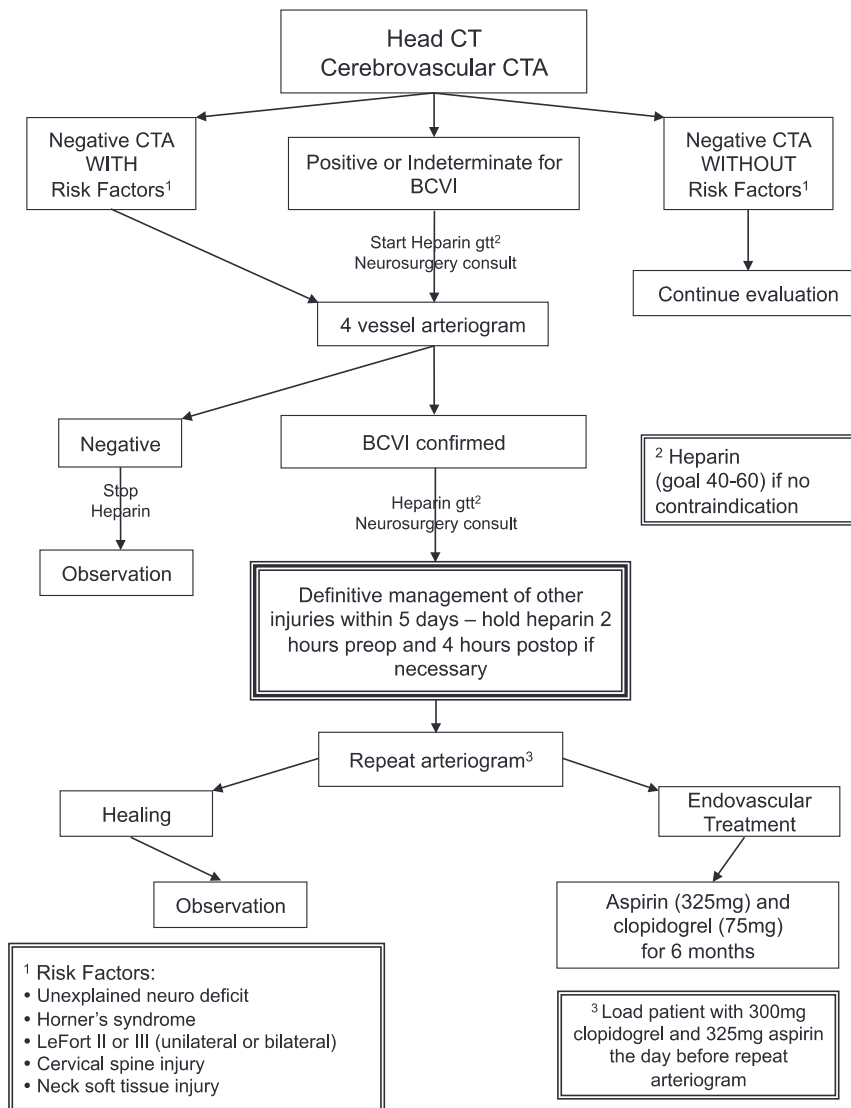 Head CT
Cerebrovascular CTA
Negative CTA
WITH
Risk Factors¹
Positive or Indeterminate for
BCVI
Negative CTA
WITHOUT
Risk Factors¹
Start Heparin gtt²
Neurosurgery consult
Continue evaluation
4 vessel arteriogram
Negative
BCVI confirmed
² Heparin
(goal 40-60) if no
contraindication
Stop
Heparin
Heparin gtt²
Neurosurgery consult
Observation
Definitive management of other
injuries within 5 days – hold heparin 2
hours preop and 4 hours postop if
necessary
Repeat arteriogram³
Healing
Endovascular
Treatment
Observation
Aspirin (325mg) and
clopidogrel (75mg)
for 6 months
¹ Risk Factors:
• Unexplained neuro deficit
• Horner's syndrome
• LeFort II or III (unilateral or bilateral)
• Cervical spine injury
• Neck soft tissue injury
³ Load patient with 300mg
clopidogrel and 325mg aspirin
the day before repeat
arteriogram